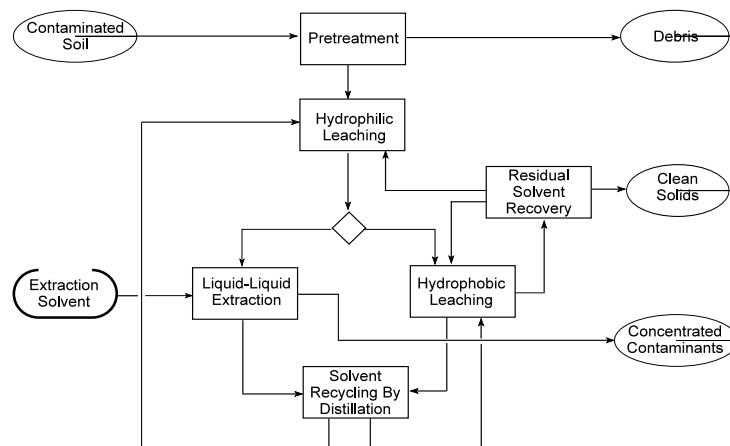 Contaminated
Soil
Pretreatment
Debris
Hydrophilic
Leaching
Residual
Solvent
Recovery
Clean
Solids
Extraction
Solvent
Liquid-Liquid
Extraction
Hydrophobic
Leaching
Concentrated
Contaminants
Solvent
Recycling By
Distillation